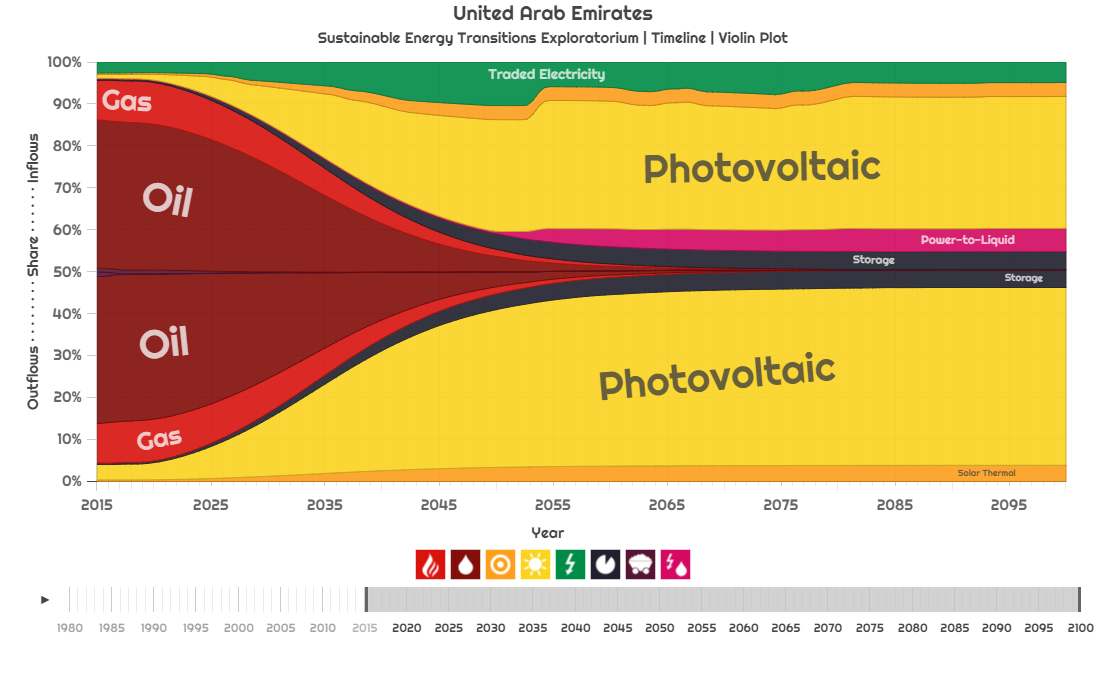 United Arab Emirates
Sustainable Energy Transitions Exploratorium | Timeline | Violin Plot
100%
90%
80%
70%
60%
50%
40%
30%
20%
10%
0%
Outflows · · · · · · Share · · · · · · Inflows
Traded Electricity
Gas
Photovoltaic
Oil
Power-to-Liquid
Storage
Storage
Oil
Photovoltaic
Gas
Solar Thermal
2015 2025 2035 2045 2055 2065 2075 2085 2095
Year
1980 1985 1990 1995 2000 2005 2010 2015 2020 2025 2030 2035 2040 2045 2050 2055 2060 2065 2070 2075 2080 2085 2090 2095 2100